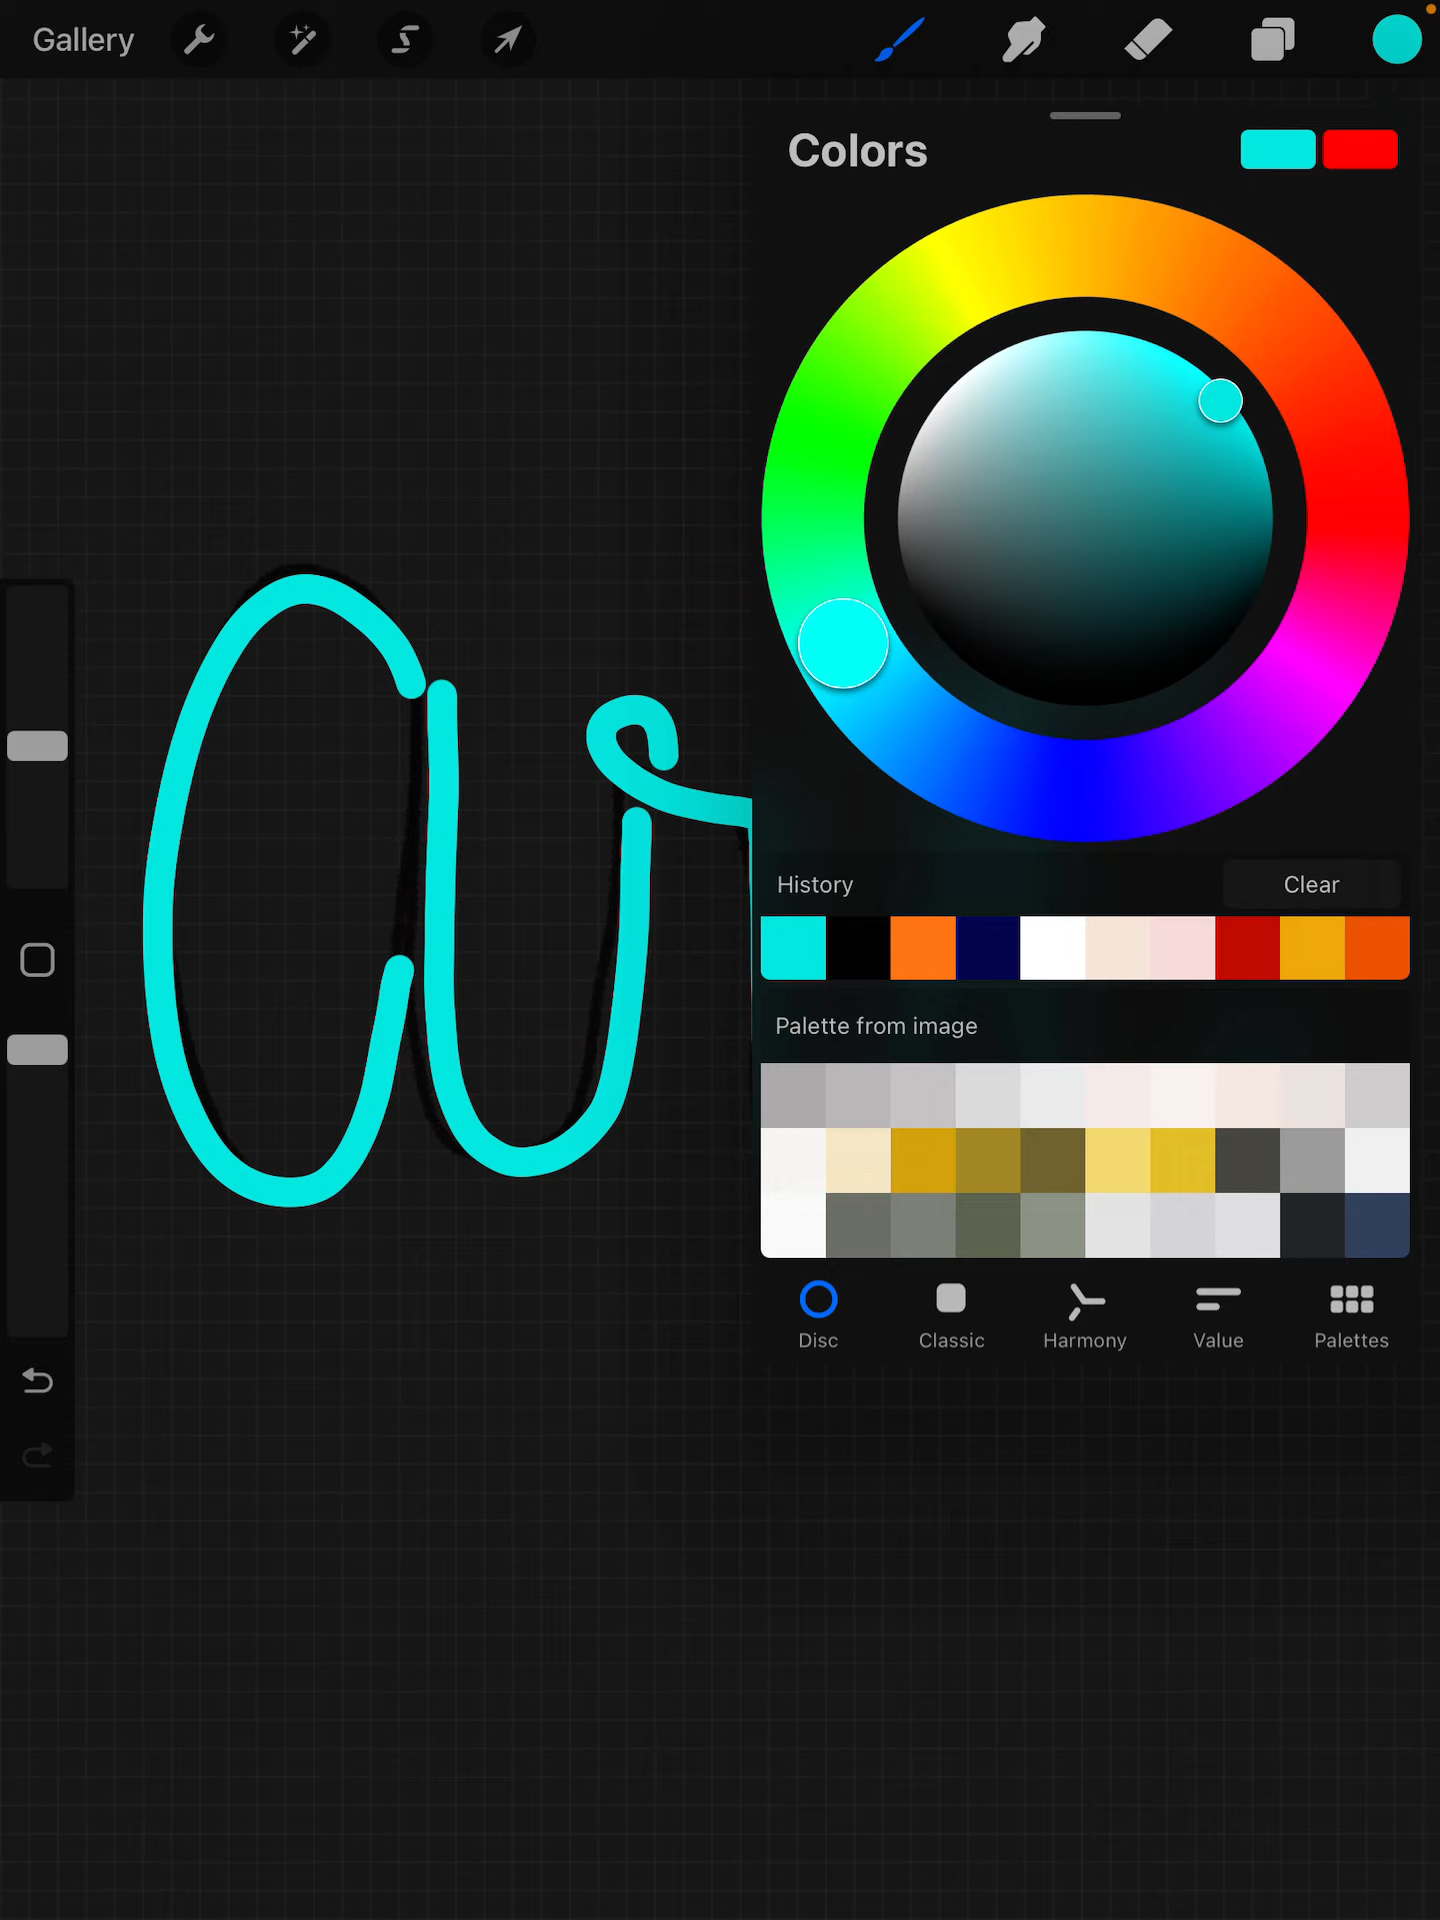 Gallery
Colors
History Clear
Palette from image
Disc Classic Harmony Value Palettes